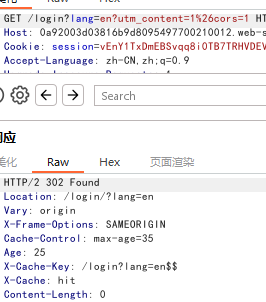 GET /login?lang=en?utm_content=1%26cors=1 HT
Host: 0a92003d03816b9d8095497700210012.web-s
Cookie: session=vEnY1TxDmEBSvqq8i0TB7TRHVDEV
Accept-Language: zh-CN,zh;q=0.9
Search
应
美化 Raw Hex 页面渲染
HTTP/2 302 Found
Location: /login/?lang=en
Vary: origin
X-Frame-Options: SAMEORIGIN
Cache-Control: max-age=35
Age: 25
X-Cache-Key: /login?lang=en$$
X-Cache: hit
Content-Length: 0